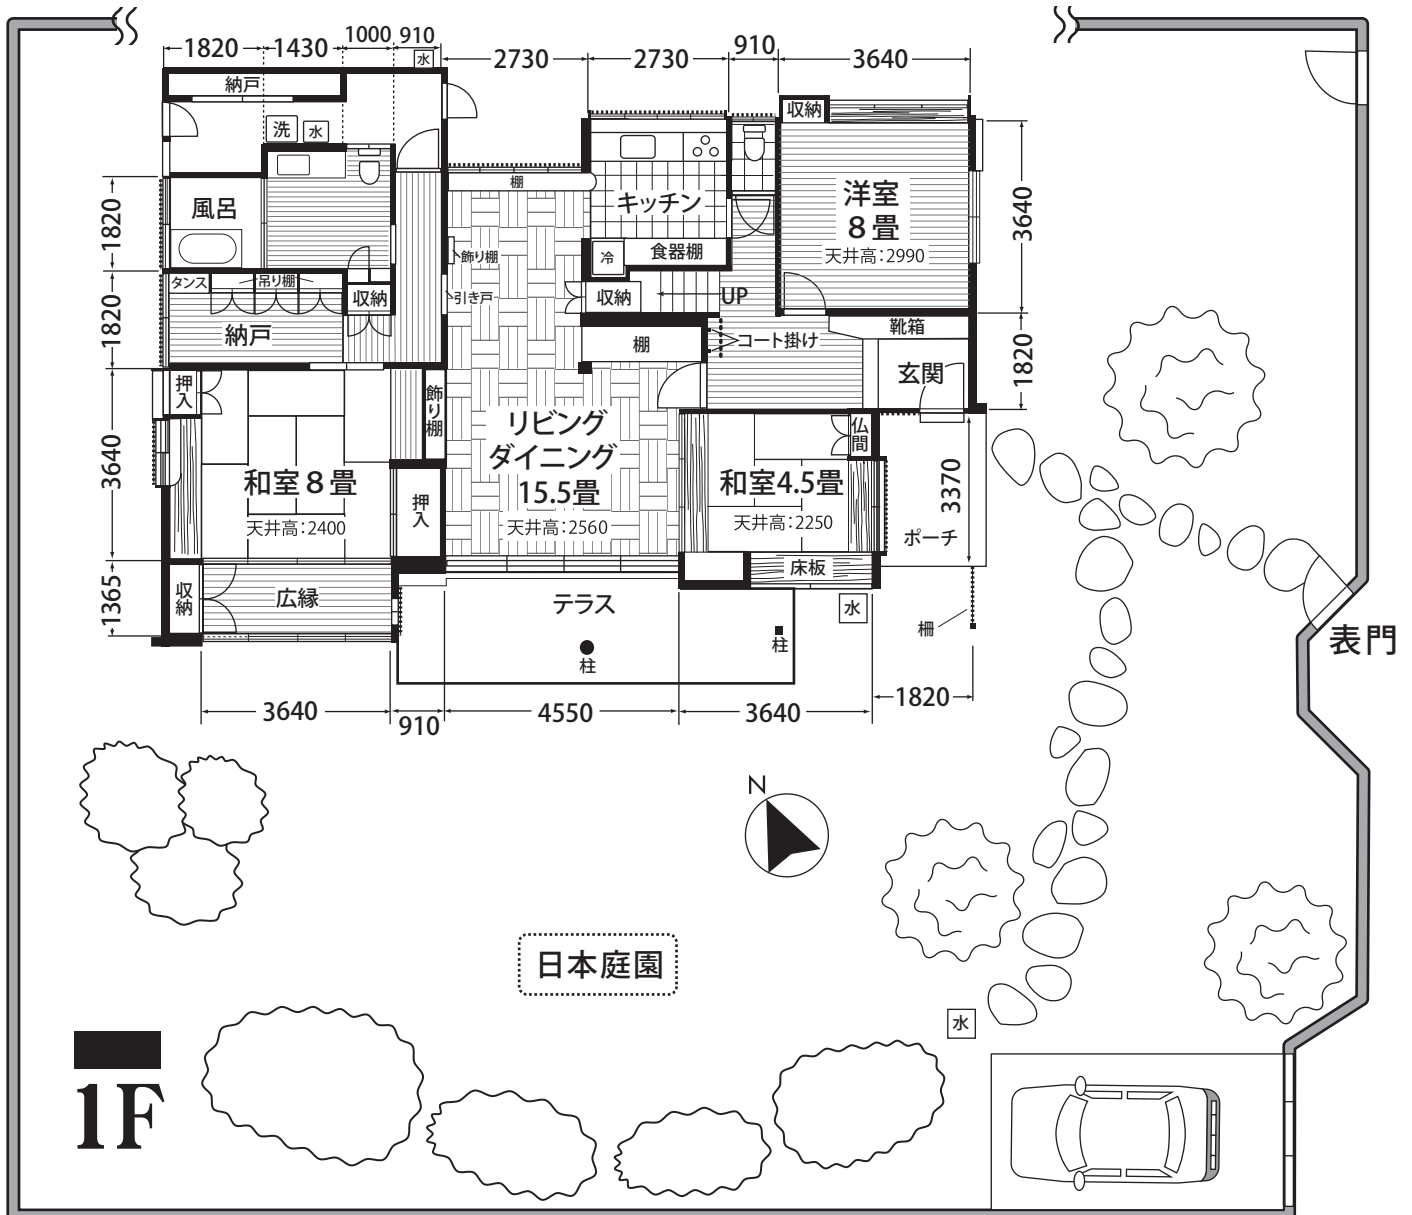 1820
1430
1000
910
水
2730
2730
910
3640
納戸
洗
水
収納
棚
キッチン
洋室
8畳
天井高:2990
3640
1820
風呂
飾り棚
冷
食器棚
タンス
吊り棚
収納
引き戸
収納
UP
1820
納戸
棚
コート掛け
靴箱
玄関
1820
押入
飾り棚
リビング
ダイニング
15.5畳
天井高:2560
仏間
3640
和室8畳
天井高:2400
押入
和室4.5畳
天井高:2250
3370
ポーチ
床板
1365
収納
広縁
テラス
水
柵
表門
柱
柱
3640
910
4550
3640
1820
N
日本庭園
水
1F